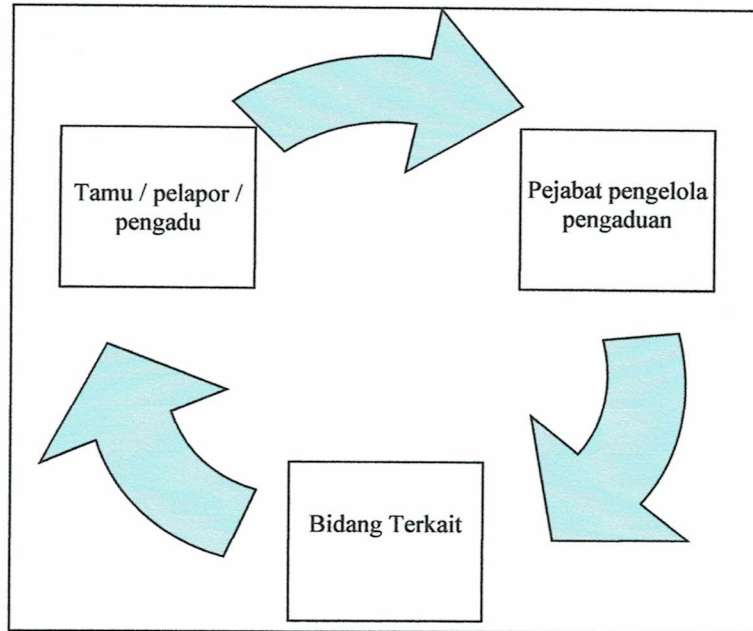 Tamu / pelapor /
pengadu
Pejabat pengelola
pengaduan
Bidang Terkait